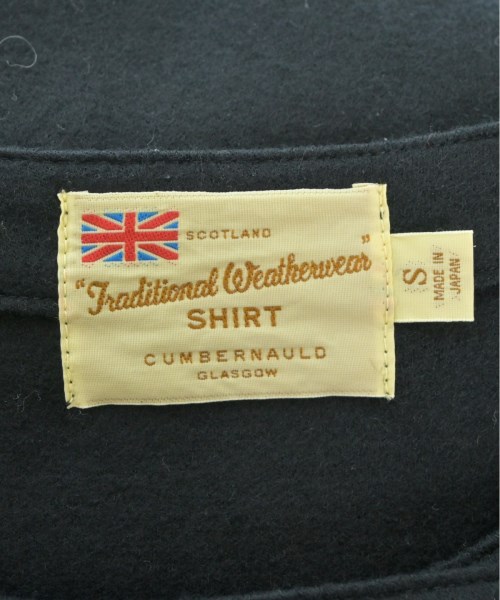 SCOTLAND
"Traditional Weatherwear"
SHIRT
CUMBERNAULD
GLASGOW
S
MADE IN
JAPAN